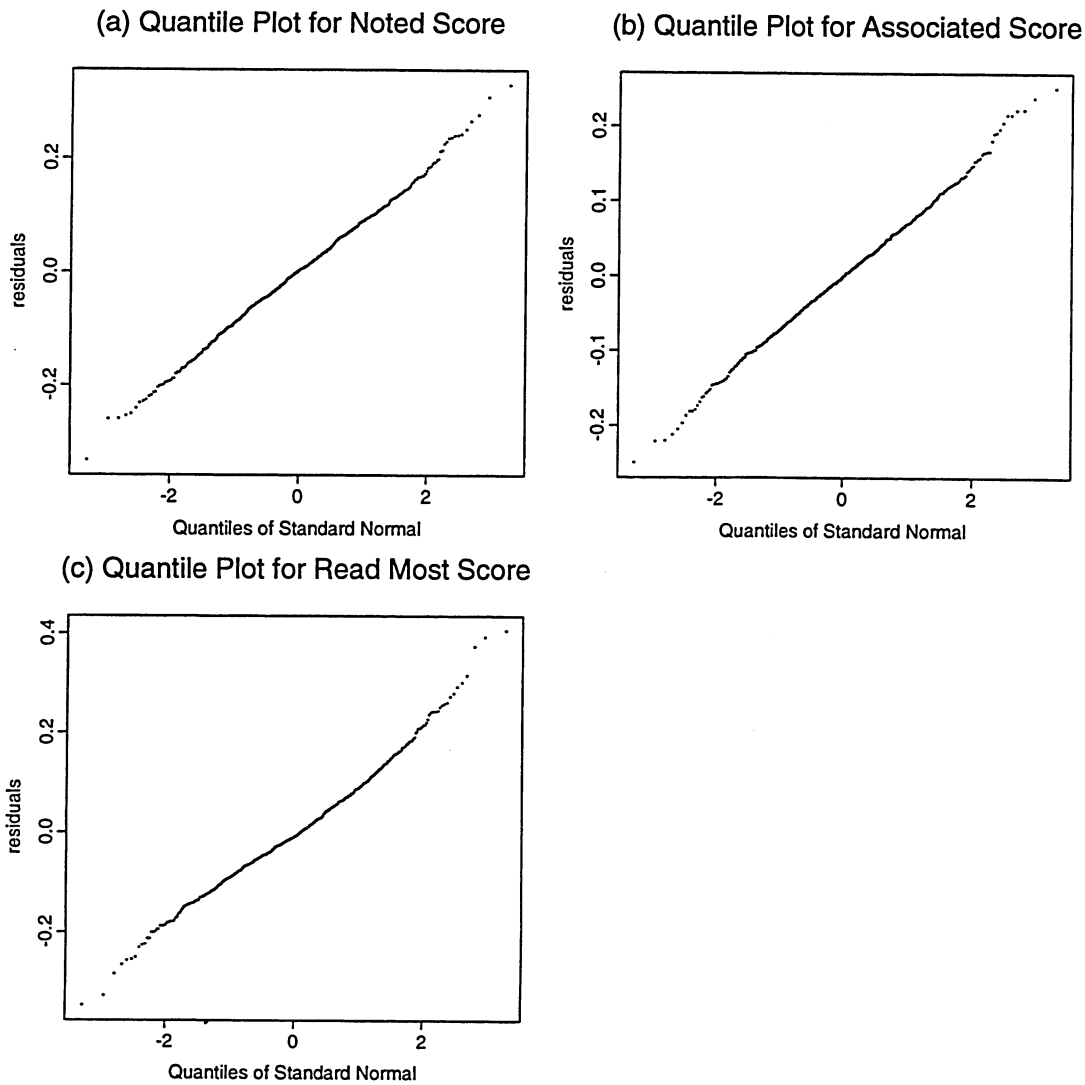 (a) Quantile Plot for Noted Score
0.2
0.0
-0.2
residuals
-2 0 2
Quantiles of Standard Normal
(b) Quantile Plot for Associated Score
0.2
0.1
0.0
-0.1
-0.2
residuals
-2 0 2
Quantiles of Standard Normal
(c) Quantile Plot for Read Most Score
0.4
0.2
0.0
-0.2
residuals
-2 0 2
Quantiles of Standard Normal